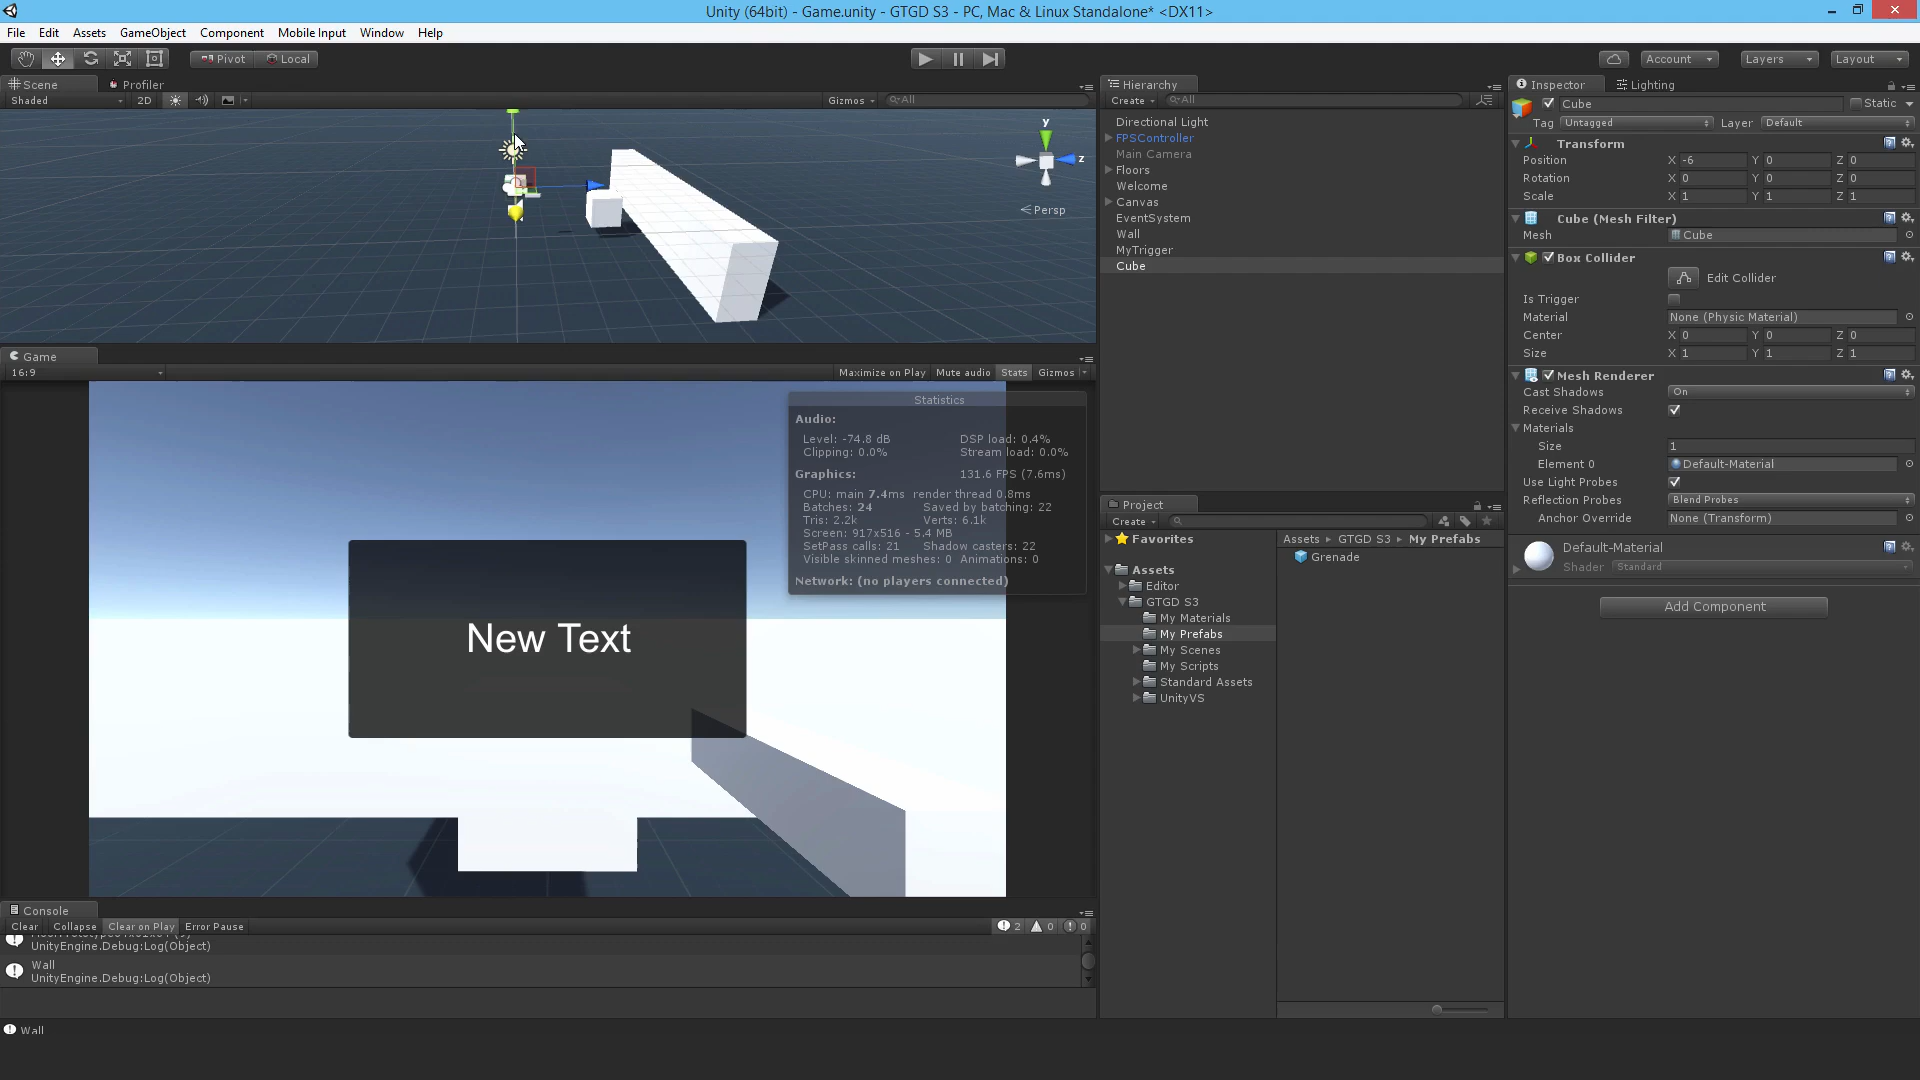 Unity (64bit) - Game.unity - GTGD S3 - PC, Mac & Linux Standalone* <DX11>
File Edit Assets GameObject Component Mobile Input Window Help
Pivot Local Account Layers Layout
Scene Profiler
Shaded 2D Gizmos All
y
z
Persp
Game
16:9 Maximize on Play Mute audio Stats Gizmos
Statistics
Audio:
Level: -74.8 dB DSP load: 0.4%
Clipping: 0.0% Stream load: 0.0%
Graphics: 131.6 FPS (7.6ms)
CPU: main 7.4ms render thread 0.8ms
Batches: 24 Saved by batching: 22
Tris: 2.2k Verts: 6.1k
Screen: 917x516 - 5.4 MB
SetPass calls: 21 Shadow casters: 22
Visible skinned meshes: 0 Animations: 0
Network: (no players connected)
New Text
Console
Clear Collapse Clear on Play Error Pause 2 0 0
UnityEngine.Debug:Log(Object)
Wall
UnityEngine.Debug:Log(Object)
Wall
Hierarchy
Create All
Directional Light
FPSController
Main Camera
Floors
Welcome
Canvas
EventSystem
Wall
MyTrigger
Cube
Project
Create
Favorites
Assets
Editor
GTGD S3
My Materials
My Prefabs
My Scenes
My Scripts
Standard Assets
UnityVS
Assets GTGD S3 My Prefabs
Grenade
Inspector Lighting
Cube Static
Tag Untagged Layer Default
Transform
Position X -6 Y 0 Z 0
Rotation X 0 Y 0 Z 0
Scale X 1 Y 1 Z 1
Cube (Mesh Filter)
Mesh Cube
Box Collider
Edit Collider
Is Trigger
Material None (Physic Material)
Center X 0 Y 0 Z 0
Size X 1 Y 1 Z 1
Mesh Renderer
Cast Shadows On
Receive Shadows
Materials
Size 1
Element 0 Default-Material
Use Light Probes
Reflection Probes Blend Probes
Anchor Override None (Transform)
Default-Material
Shader Standard
Add Component